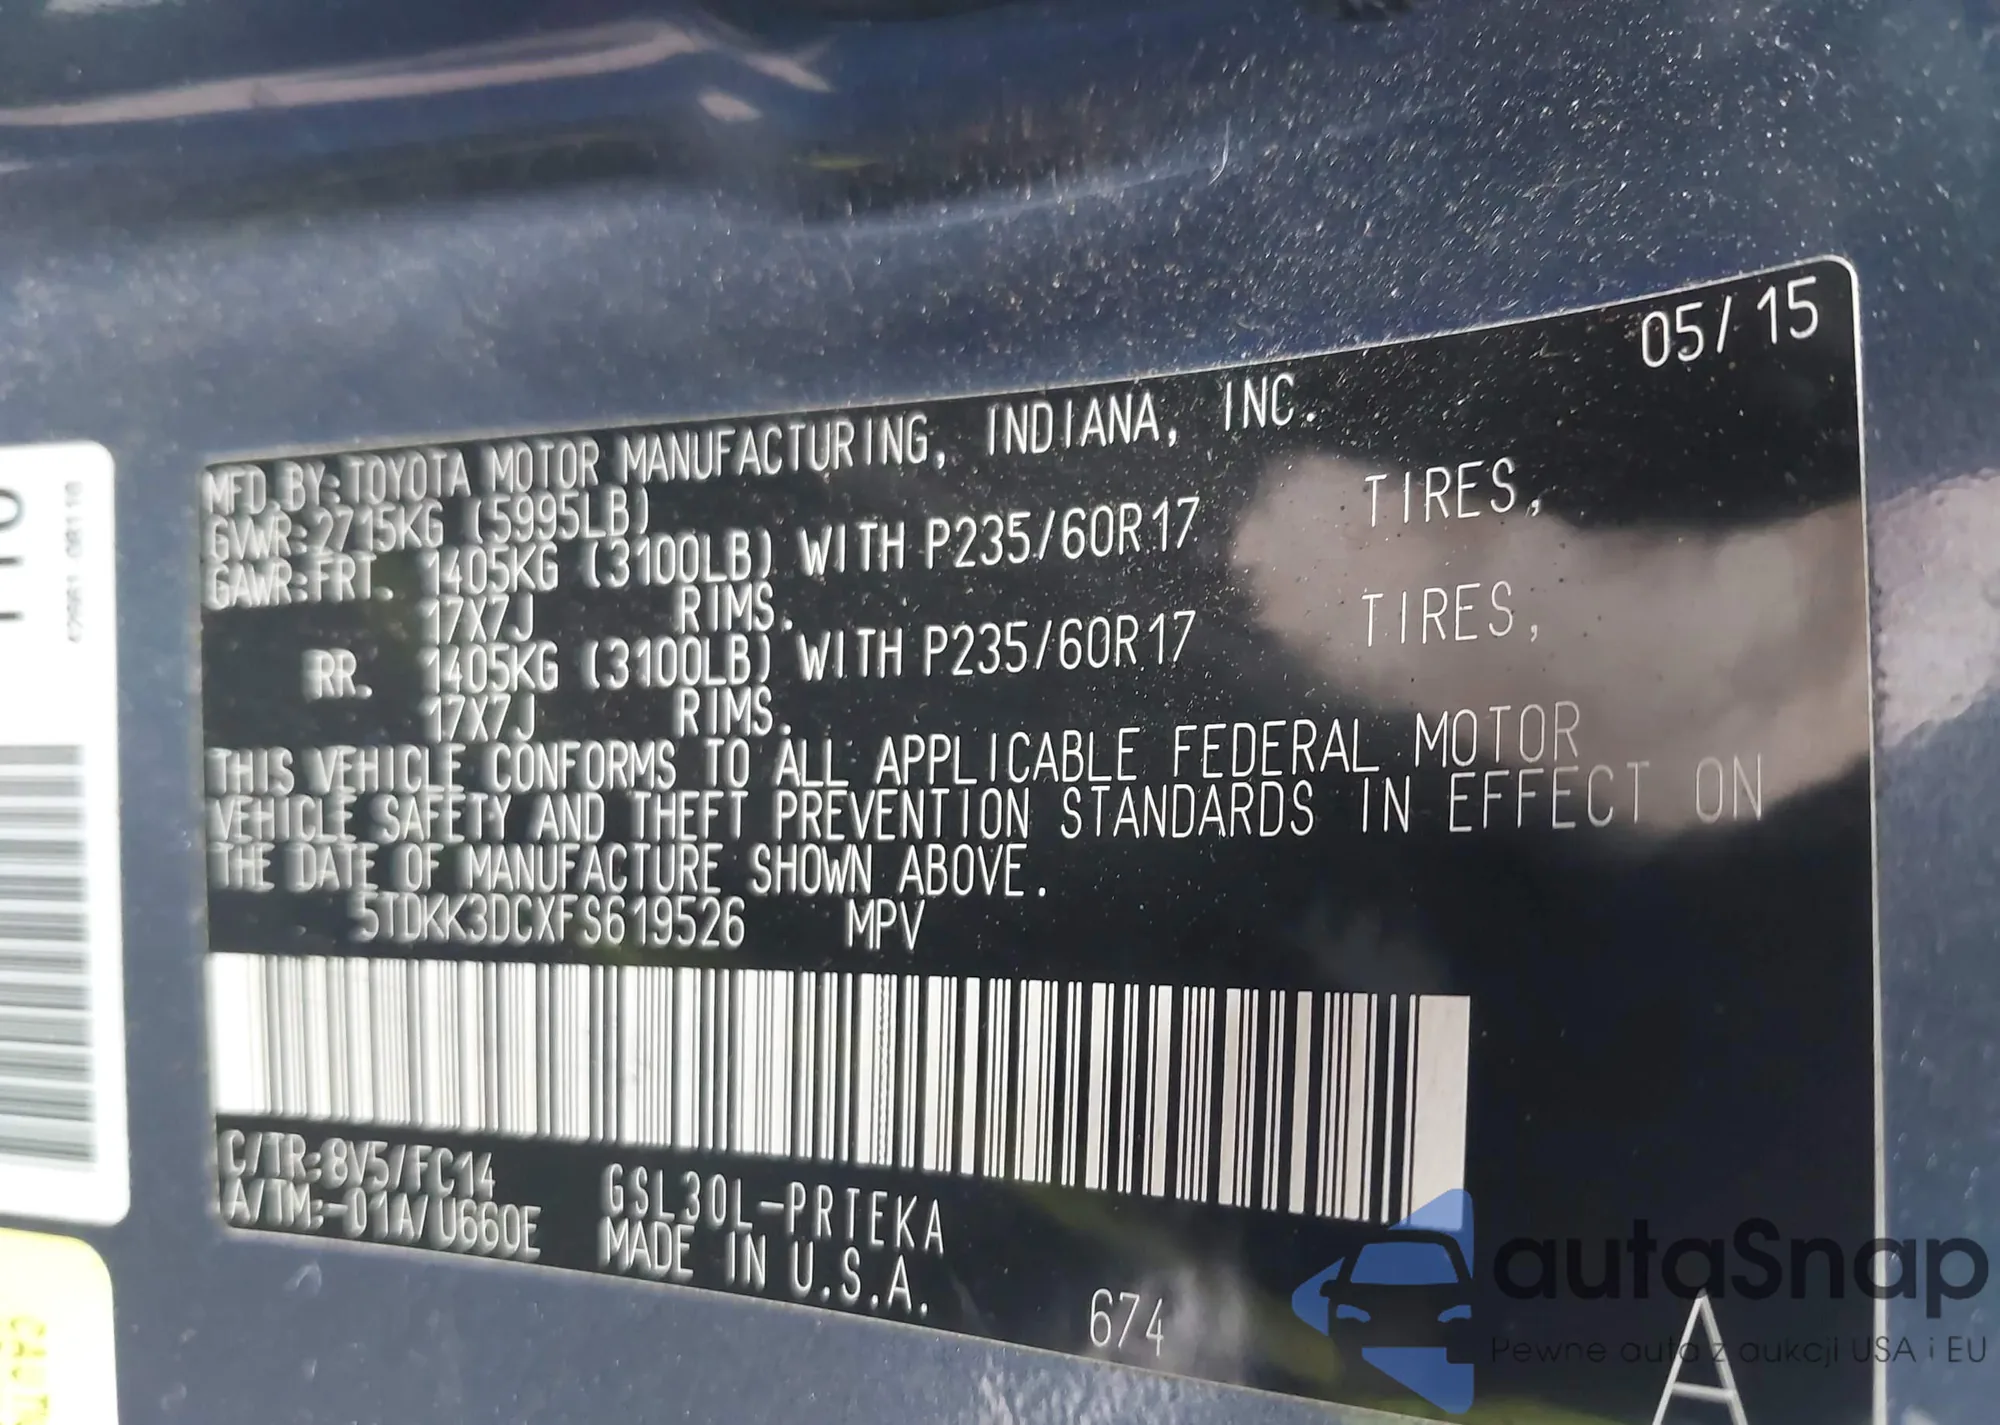 05/15
MFD.BY:TOYOTA MOTOR MANUFACTURING, INDIANA, INC.
GVWR:2715KG (5995LB)
GAWR:FRT. 1405KG (3100LB) WITH P235/60R17 TIRES,
17X7J RIMS.
RR. 1405KG (3100LB) WITH P235/60R17 TIRES,
17X7J RIMS.
THIS VEHICLE CONFORMS TO ALL APPLICABLE FEDERAL MOTOR
VEHICLE SAFETY AND THEFT PREVENTION STANDARDS IN EFFECT ON
THE DATE OF MANUFACTURE SHOWN ABOVE.
5TDKK3DCXFS619526 MPV
C/TR:8V5/FC14 GSL30L-PRTEKA
A/TM:-01A/U660E MADE IN U.S.A.
674
A
autaSnap
Pewne auta z aukcji USA i EU